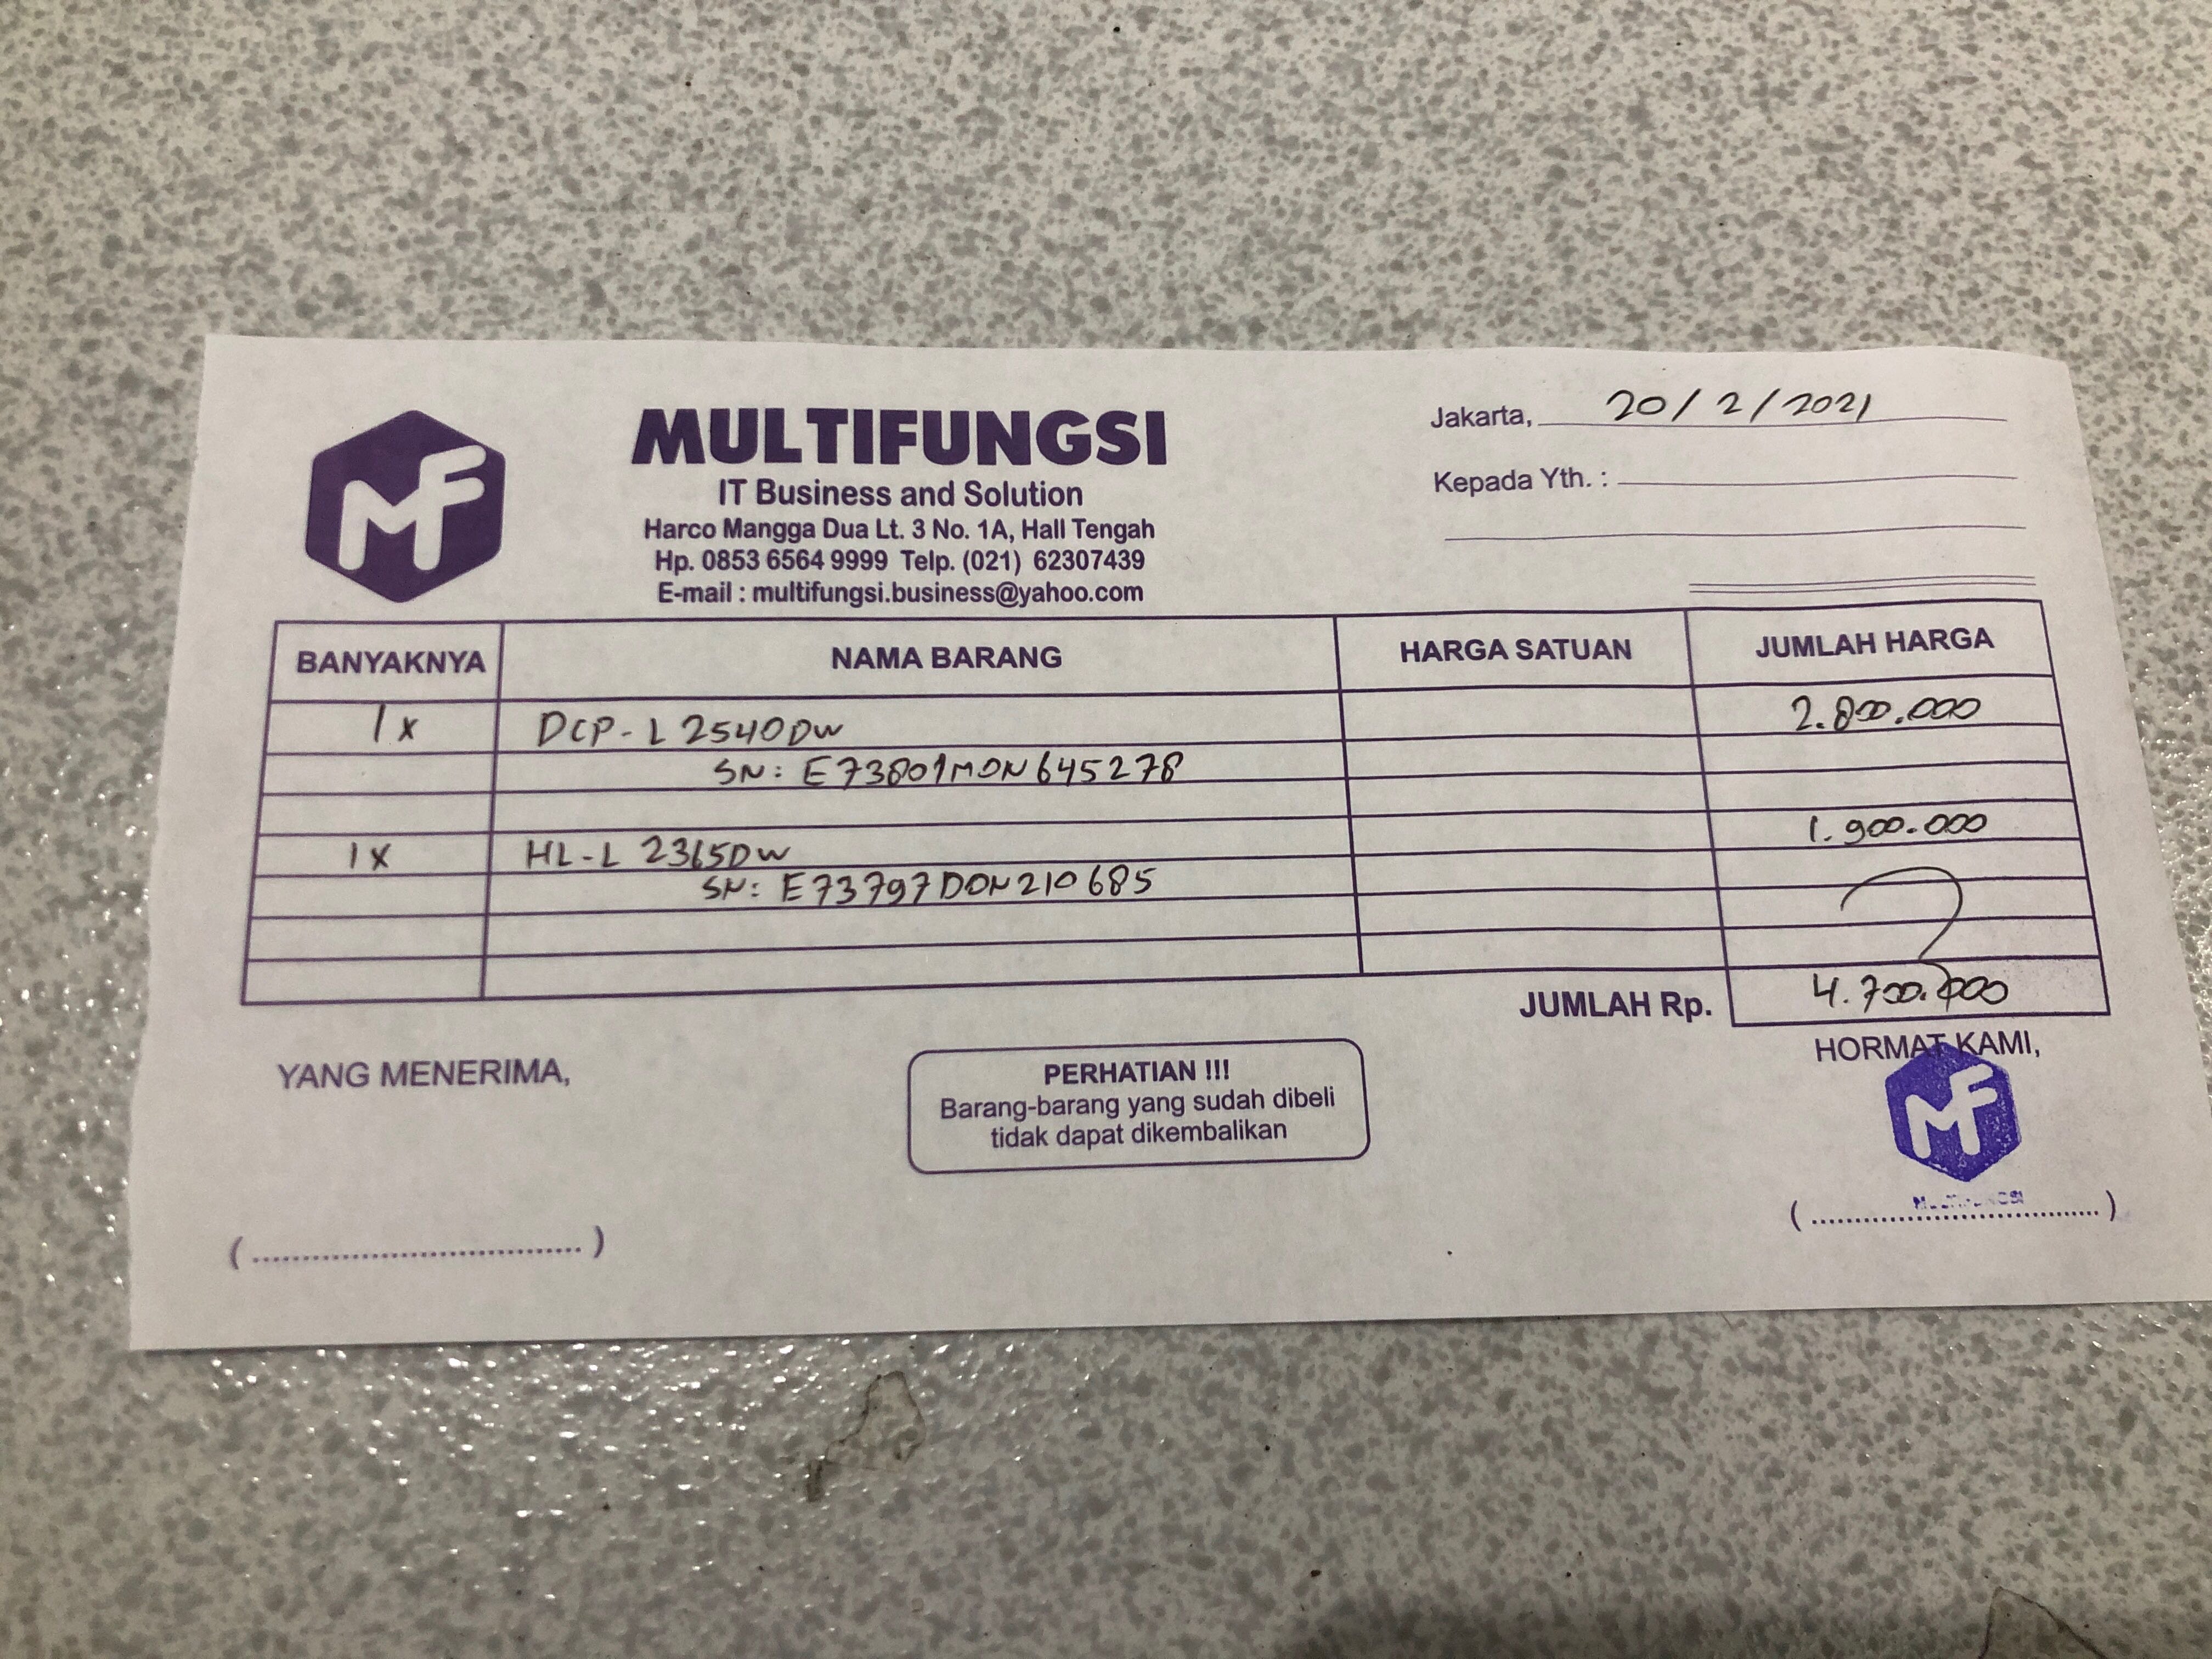 MF
MULTIFUNGSI
IT Business and Solution
Harco Mangga Dua Lt. 3 No. 1A, Hall Tengah
Hp. 0853 6564 9999 Telp. (021) 62307439
E-mail : multifungsi.business@yahoo.com
Jakarta, 20/2/2021
Kepada Yth. :
BANYAKNYA NAMA BARANG HARGA SATUAN JUMLAH HARGA
1x DCP-L2540DW 2.800.000
SN: E73801M0N645278
1x HL-L 2365DW 1.900.000
SN: E73797D0N210685
JUMLAH Rp. 4.700.000
YANG MENERIMA,
PERHATIAN !!!
Barang-barang yang sudah dibeli
tidak dapat dikembalikan
HORMAT KAMI,
MF
MULTIFUNGSI
(....................................)
(....................................)